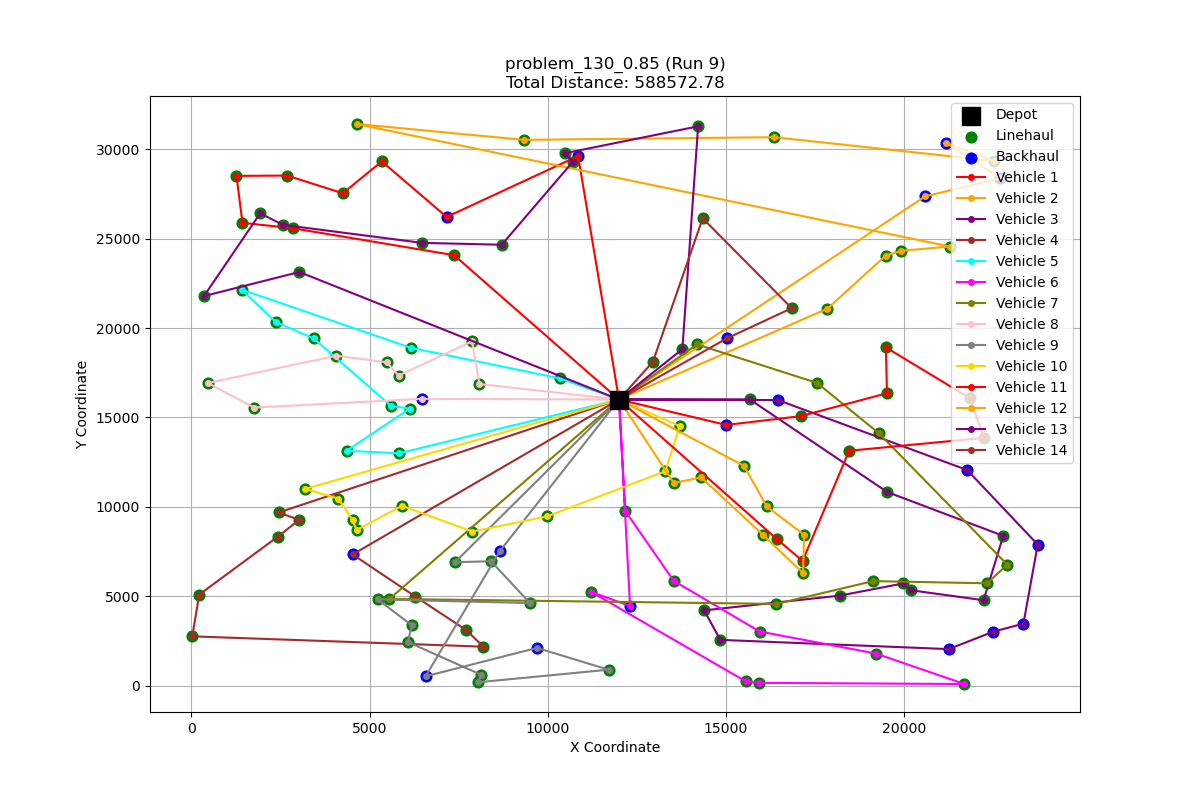 problem_130_0.85 (Run 9)
Total Distance: 588572.78
Depot
Linehaul
Backhaul
Vehicle 1
Vehicle 2
Vehicle 3
Vehicle 4
Vehicle 5
Vehicle 6
Vehicle 7
Vehicle 8
Vehicle 9
Vehicle 10
Vehicle 11
Vehicle 12
Vehicle 13
Vehicle 14
Y Coordinate
30000
25000
20000
15000
10000
5000
0
0 5000 10000 15000 20000
X Coordinate